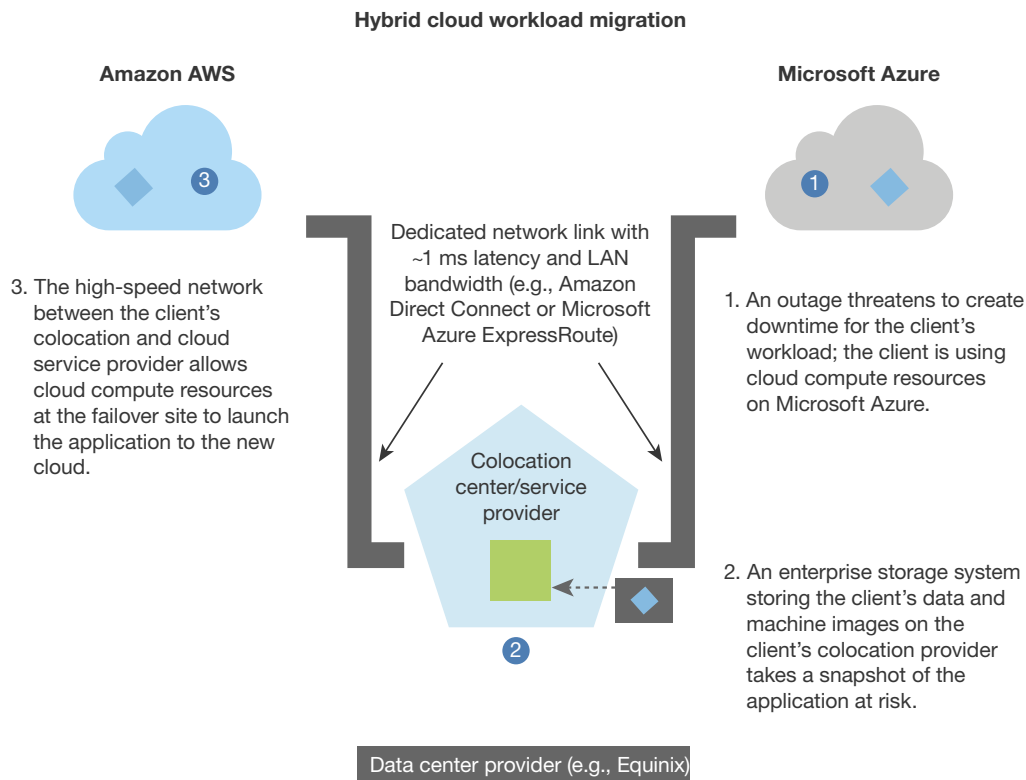 Hybrid cloud workload migration
Amazon AWS
Microsoft Azure
3
1
Dedicated network link with
~1 ms latency and LAN
bandwidth (e.g., Amazon
Direct Connect or Microsoft
Azure ExpressRoute)
3. The high-speed network
between the client's
colocation and cloud
service provider allows
cloud compute resources
at the failover site to launch
the application to the new
cloud.
1. An outage threatens to create
downtime for the client's
workload; the client is using
cloud compute resources
on Microsoft Azure.
Colocation
center/service
provider
2
2. An enterprise storage system
storing the client's data and
machine images on the
client's colocation provider
takes a snapshot of the
application at risk.
Data center provider (e.g., Equinix)